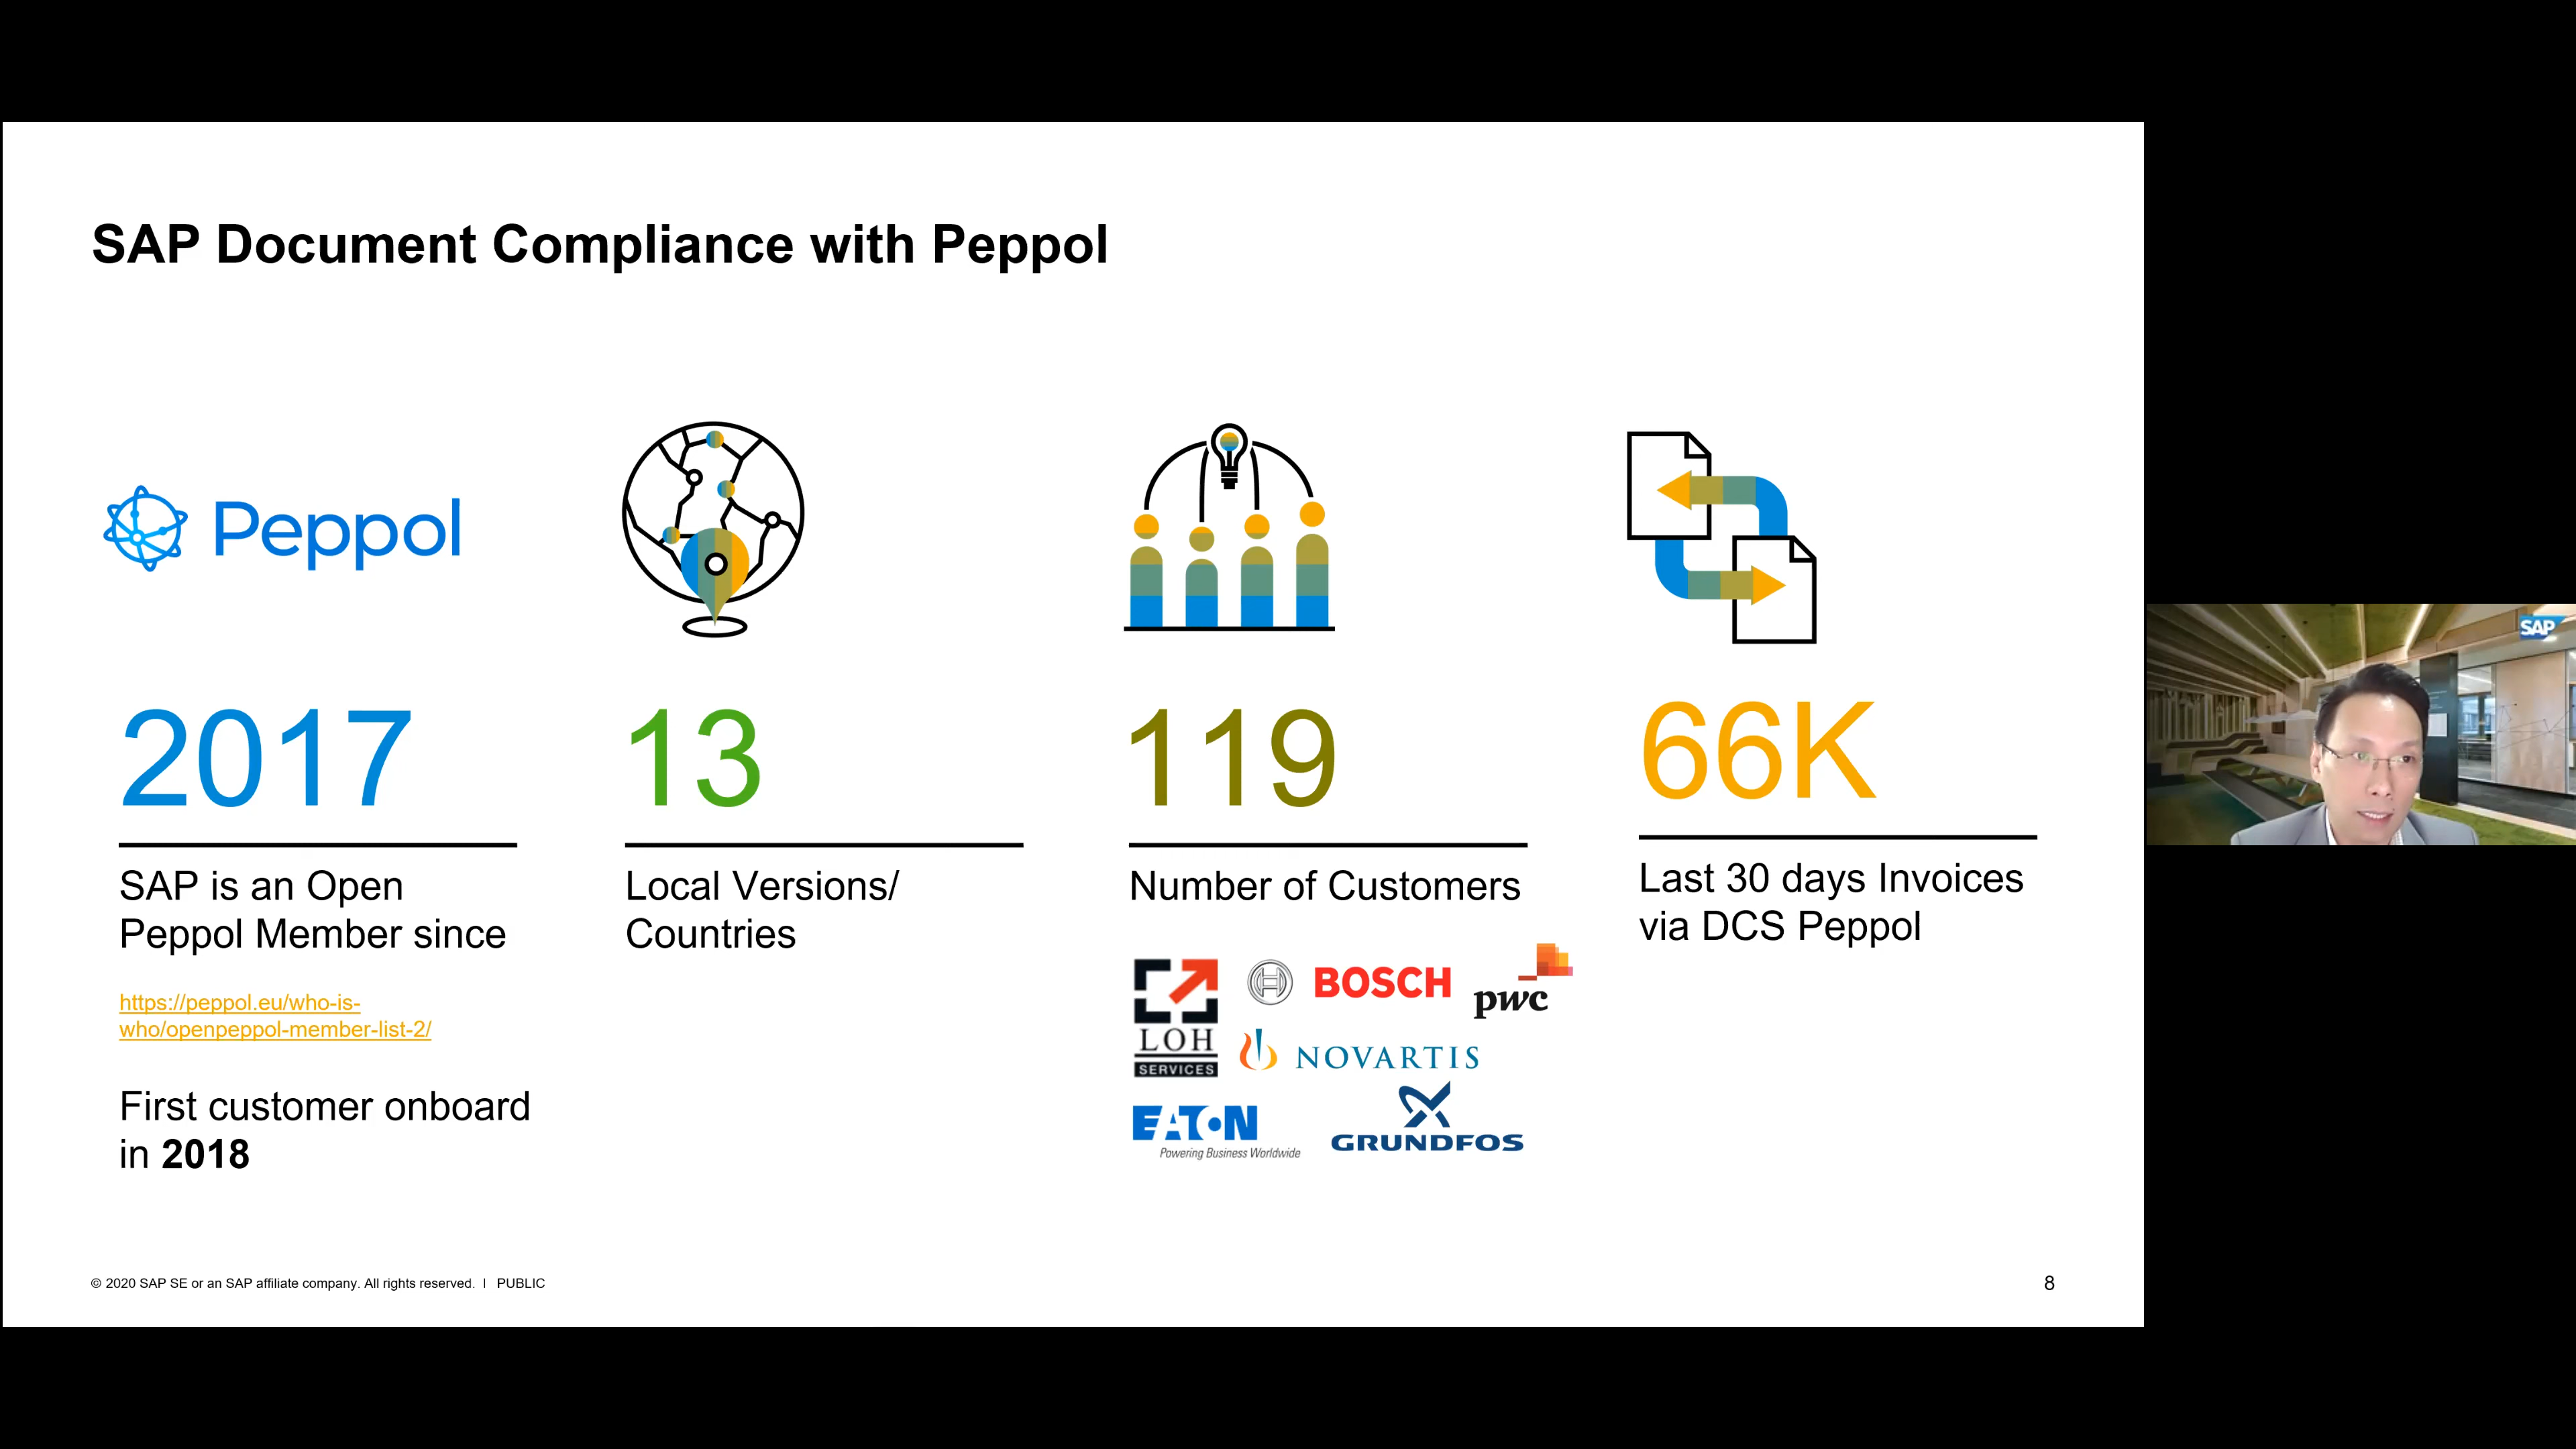 SAP Document Compliance with Peppol
Peppol
2017
SAP is an Open
Peppol Member since
https://peppol.eu/who-is-
who/openpeppol-member-list-2/
First customer onboard
in 2018
13
Local Versions/
Countries
119
Number of Customers
LOH
SERVICES
BOSCH
pwc
NOVARTIS
EATON
Powering Business Worldwide
GRUNDFOS
66K
Last 30 days Invoices
via DCS Peppol
SAP
© 2020 SAP SE or an SAP affiliate company. All rights reserved. | PUBLIC
8